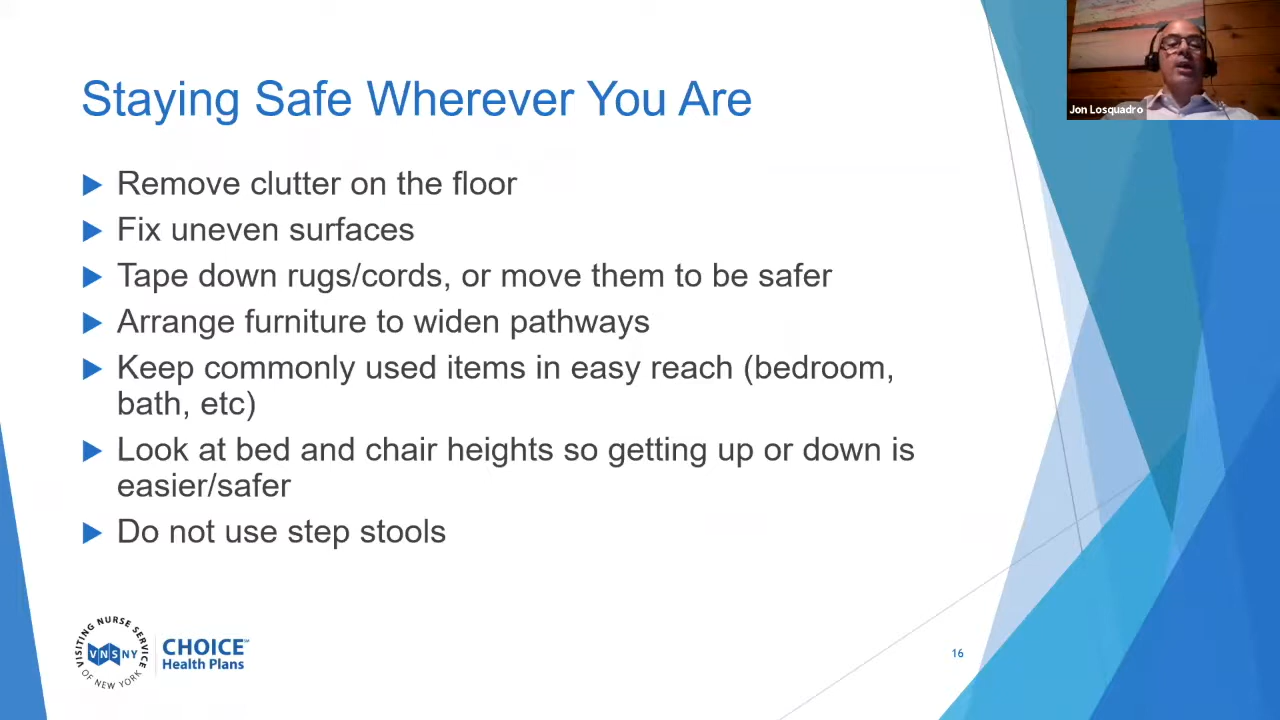 Staying Safe Wherever You Are
Jon Losquadro
Remove clutter on the floor
Fix uneven surfaces
Tape down rugs/cords, or move them to be safer
Arrange furniture to widen pathways
Keep commonly used items in easy reach (bedroom,
bath, etc)
Look at bed and chair heights so getting up or down is
easier/safer
Do not use step stools
VISITING NURSE SERVICE
OF NEW YORK
VNSNY
CHOICE℠
Health Plans
16